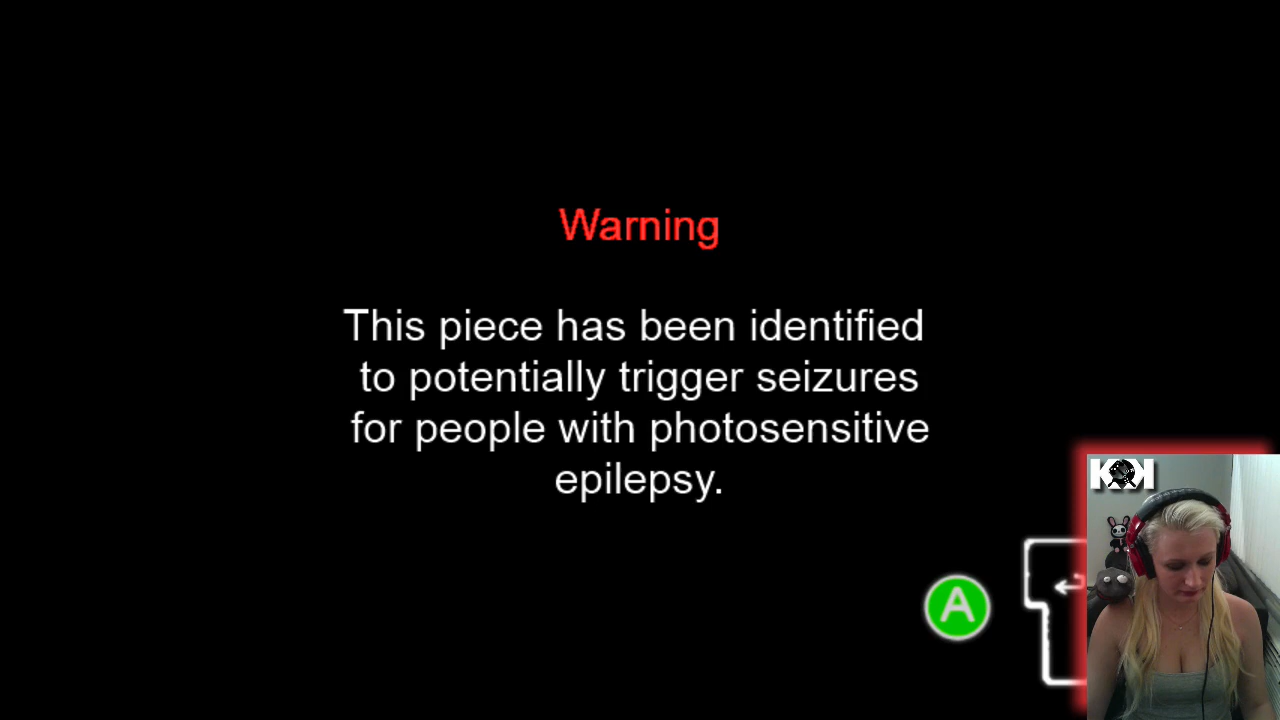 Warning
This piece has been identified
to potentially trigger seizures
for people with photosensitive
epilepsy.
A